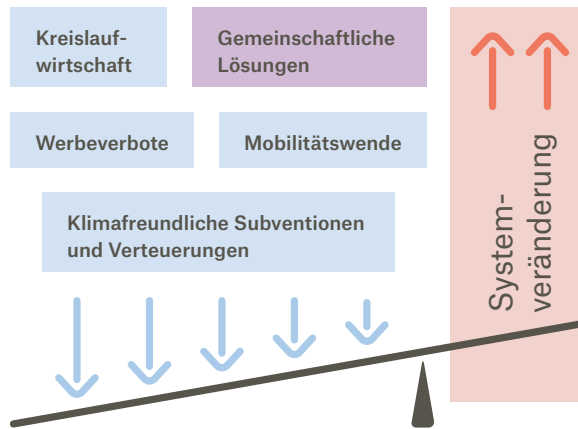 Kreislauf-
wirtschaft
Gemeinschaftliche
Lösungen
Werbeverbote
Mobilitätswende
Klimafreundliche Subventionen
und Verteuerungen
System-
veränderung